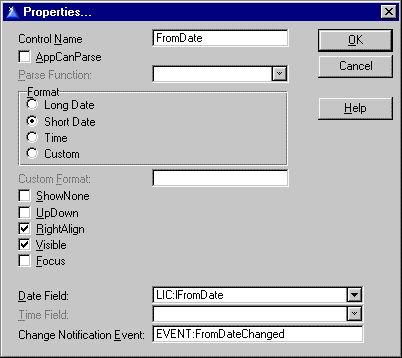 Properties...
Control Name FromDate OK
AppCanParse
Cancel
Parse Function:
Format
Long Date
Help
Short Date
Time
Custom
Custom Format:
ShowNone
UpDown
RightAlign
Visible
Focus
Date Field: LIC:lFromDate
Time Field:
Change Notification Event: EVENT:FromDateChanged